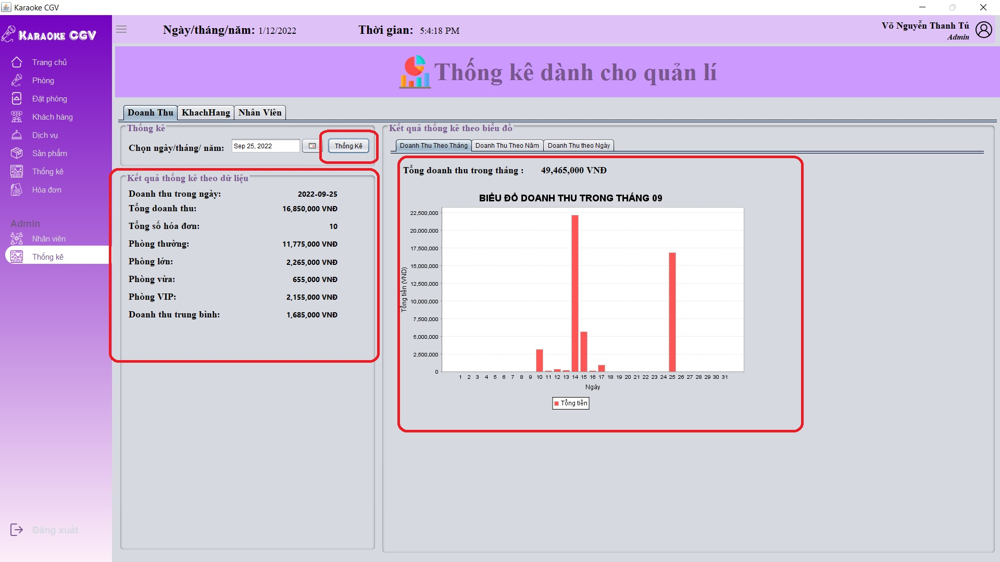 Karaoke CGV
KARAOKE CGV
Ngày/tháng/năm: 1/12/2022
Thời gian: 5:4:18 PM
Võ Nguyễn Thanh Tú
Admin
Trang chủ
Phòng
Đặt phòng
Khách hàng
Dịch vụ
Sản phẩm
Thống kê
Hóa đơn
Admin
Nhân viên
Thống kê
Đăng xuất
Thống kê dành cho quản lí
Doanh Thu
KhachHang
Nhân Viên
Thống kê
Chọn ngày/tháng/ năm:
Sep 25, 2022
Thống Kê
Kết quả thống kê theo dữ liệu
Doanh thu trong ngày: 2022-09-25
Tổng doanh thu: 16,850,000 VNĐ
Tổng số hóa đơn: 10
Phòng thường: 11,775,000 VNĐ
Phòng lớn: 2,265,000 VNĐ
Phòng vừa: 655,000 VNĐ
Phòng VIP: 2,155,000 VNĐ
Doanh thu trung bình: 1,685,000 VNĐ
Kết quả thống kê theo biểu đồ
Doanh Thu Theo Tháng
Doanh Thu Theo Năm
Doanh Thu theo Ngày
Tổng doanh thu trong tháng : 49,465,000 VNĐ
BIỂU ĐỒ DOANH THU TRONG THÁNG 09
Tổng tiền (VND)
22,500,000
20,000,000
17,500,000
15,000,000
12,500,000
10,000,000
7,500,000
5,000,000
2,500,000
0
1 2 3 4 5 6 7 8 9 10 11 12 13 14 15 16 17 18 19 20 21 22 23 24 25 26 27 28 29 30 31
Ngày
Tổng tiền